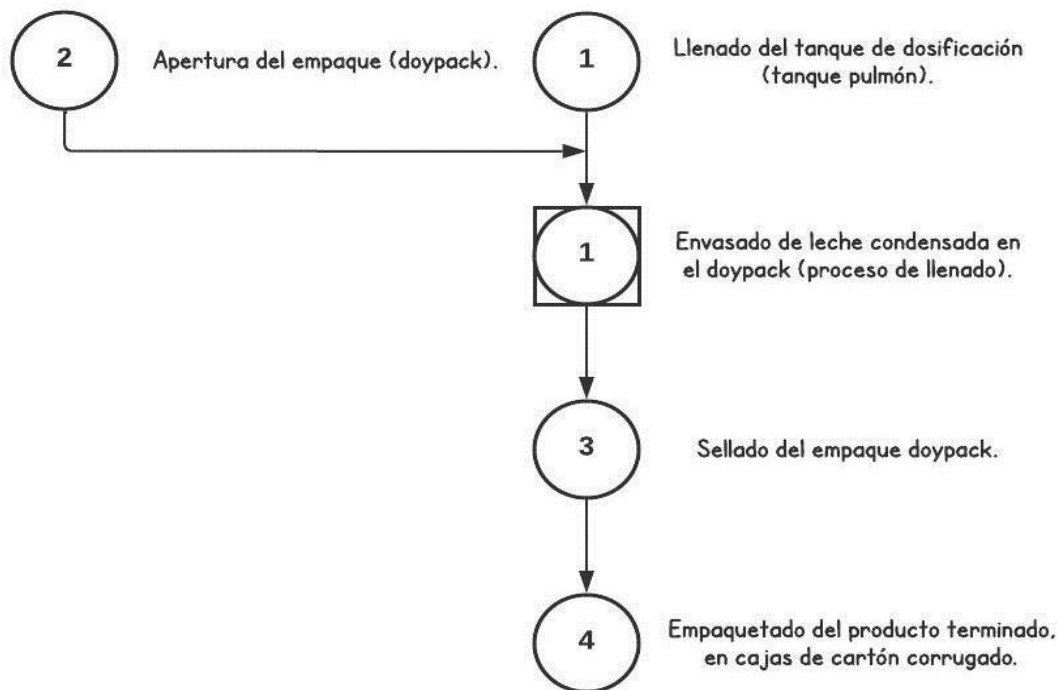 2
Apertura del empaque (doypack).
1
Llenado del tanque de dosificación
(tanque pulmón).
1
Envasado de leche condensada en
el doypack (proceso de llenado).
3
Sellado del empaque doypack.
4
Empaquetado del producto terminado,
en cajas de cartón corrugado.